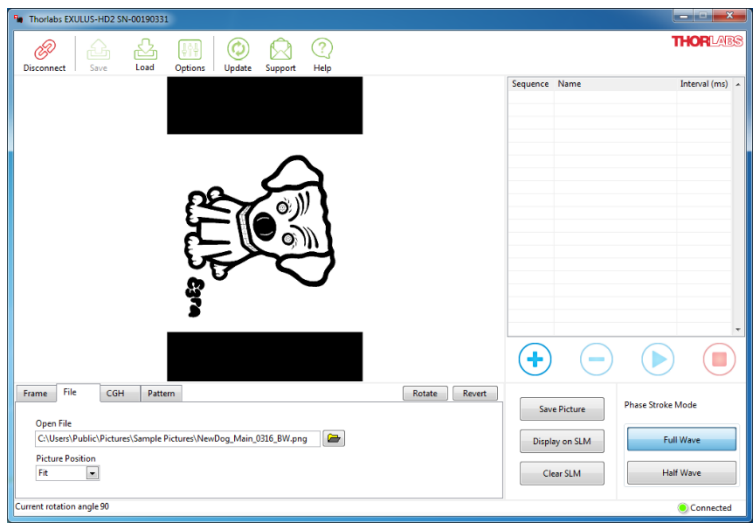 Thorlabs EXULUS-HD2 SN-00190331
Disconnect Save Load Options Update Support Help
THORLABS
Sequence Name Interval (ms)
Ezra
Frame File CGH Pattern Rotate Revert
Open File
C:\Users\Public\Pictures\Sample Pictures\NewDog_Main_0316_BW.png
Picture Position
Fit
Save Picture
Display on SLM
Clear SLM
Phase Stroke Mode
Full Wave
Half Wave
Current rotation angle 90
Connected